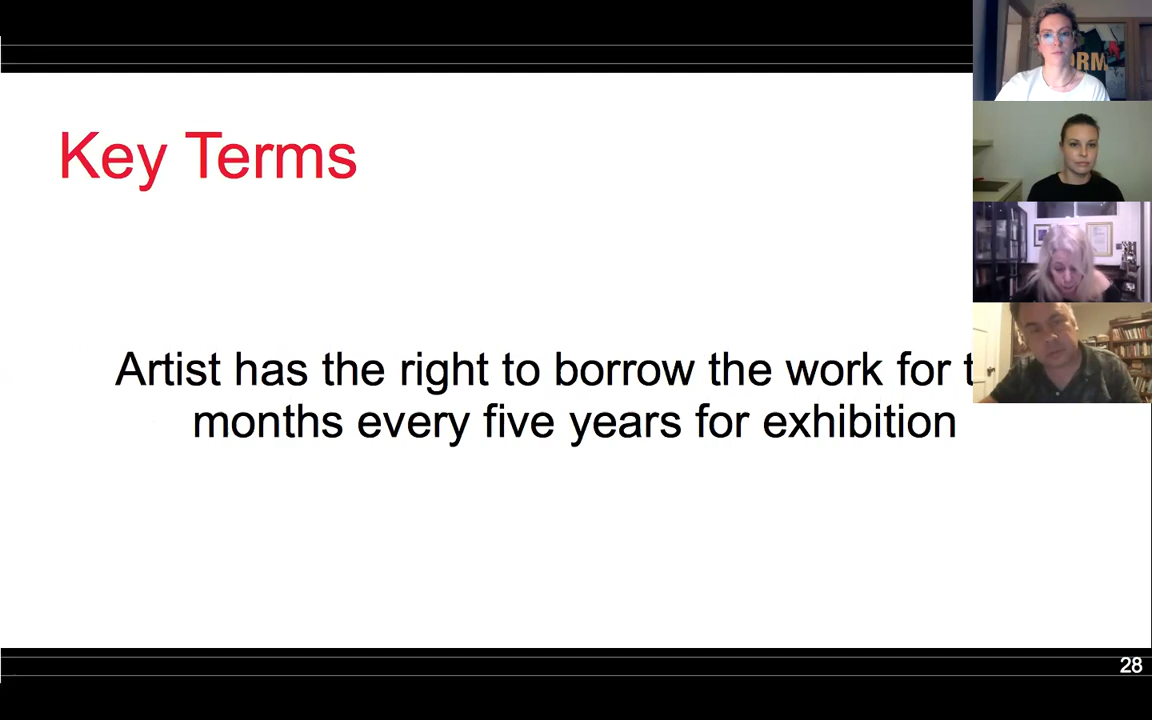 Key Terms
Artist has the right to borrow the work for
months every five years for exhibition
28